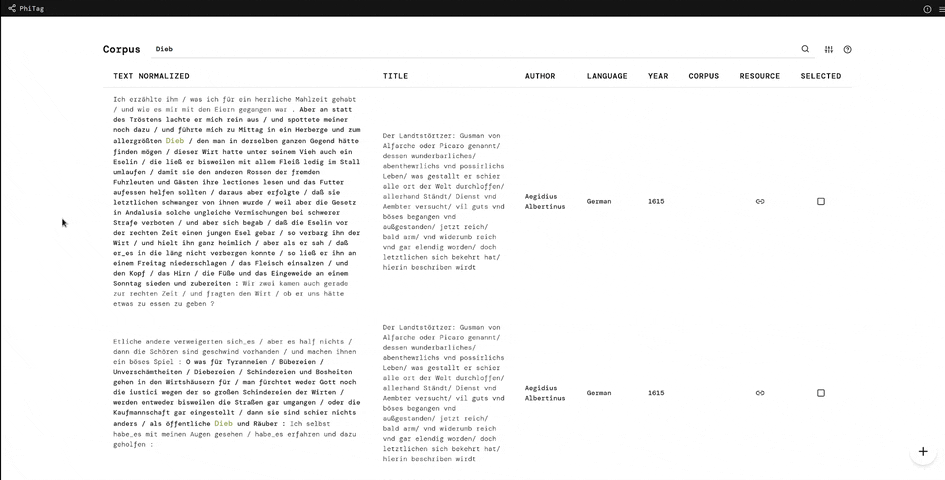 PhiTag
Corpus Dieb
TEXT NORMALIZED TITLE AUTHOR LANGUAGE YEAR CORPUS RESOURCE SELECTED
Ich erzählte ihm / was ich für ein herrliche Mahlzeit gehabt
/ und wie es mir mit den Eiern gegangen war . Aber an statt
des Tröstens lachte er mich rein aus / und spottete meiner
noch dazu / und führte mich zu Mittag in ein Herberge und zum
allergrößten Dieb / den man in derselben ganzen Gegend hätte
finden mögen / dieser Wirt hatte unter seinem Vieh auch ein
Eselin / die ließ er bisweilen mit allem Fleiß ledig im Stall
umlaufen / damit sie den anderen Rossen der fremden
Fuhrleuten und Gästen ihre lectiones lesen und das Futter
aufessen helfen sollten / daraus aber erfolgte / daß sie
letztlichen schwanger von ihnen wurde / weil aber die Gesetz
in Andalusia solche ungleiche Vermischungen bei schwerer
Strafe verboten / und aber sich begab / daß die Eselin vor
der rechten Zeit einen jungen Esel gebar / so verbarg ihn der
Wirt / und hielt ihn ganz heimlich / aber als er sah / daß
er_es in die läng nicht verbergen konnte / so ließ er ihn an
einem Freitag niederschlagen / das Fleisch einsalzen / und
den Kopf / das Hirn / die Füße und das Eingeweide an einem
Sonntag sieden und zubereiten : Wir zwei kamen auch gerade
zur rechten Zeit / und fragten den Wirt / ob er uns hätte
etwas zu essen zu geben ?
Der Landtstörtzer: Gusman von
Alfarche oder Picaro genannt/
dessen wunderbarliches/
abenthewrlichs vnd possirlichs
Leben/ was gestallt er schier
alle ort der Welt durchloffen/
allerhand Ständt/ Dienst vnd
Aembter versucht/ vil guts vnd
böses begangen vnd
außgestanden/ jetzt reich/
bald arm/ vnd widerunb reich
vnd gar elendig worden/ doch
letztlichen sich bekehrt hat/
hierin beschriben wirdt
Aegidius
Albertinus
German
1615
Etliche andere verweigerten sich_es / aber es half nichts /
dann die Schören sind geschwind vorhanden / und machen ihnen
ein böses Spiel : O was für Tyranneien / Bübereien /
Unverschämtheiten / Diebereien / Schindereien und Bosheiten
gehen in den Wirtshäusern für / man fürchtet weder Gott noch
die iustici wegen der so großen Schindereien der Wirten /
werden entweder bisweilen die Straßen gar umgangen / oder die
Kaufmannschaft gar eingestellt / dann sie sind schier nichts
anders / als öffentliche Dieb und Räuber : Ich selbst
habe_es mit meinen Augen gesehen / habe_es erfahren und dazu
geholfen :
Der Landtstörtzer: Gusman von
Alfarche oder Picaro genannt/
dessen wunderbarliches/
abenthewrlichs vnd possirlichs
Leben/ was gestallt er schier
alle ort der Welt durchloffen/
allerhand Ständt/ Dienst vnd
Aembter versucht/ vil guts vnd
böses begangen vnd
außgestanden/ jetzt reich/
bald arm/ vnd widerunb reich
vnd gar elendig worden/ doch
letztlichen sich bekehrt hat/
hierin beschriben wirdt
Aegidius
Albertinus
German
1615